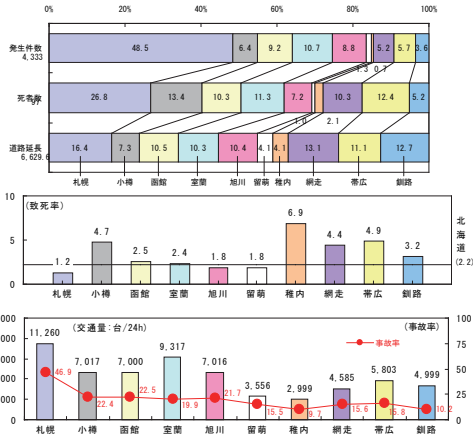 0% 20% 40% 60% 80% 100%
発生件数 48.5 6.4 9.2 10.7 8.8 5.2 5.7 3.6
4,333
1.3 0.7
死者数 26.8 13.4 10.3 11.3 7.2 10.3 12.4 5.2
97
1.0 2.1
道路延長 16.4 7.3 10.5 10.3 10.4 4.1 4.1 13.1 11.1 12.7
6,629.6
札幌 小樽 函館 室蘭 旭川 留萌 稚内 網走 帯広 釧路
(致死率)
10
5
0
1.2 4.7 2.5 2.4 1.8 1.8 6.9 4.4 4.9 3.2
北海道
(2.2)
札幌 小樽 函館 室蘭 旭川 留萌 稚内 網走 帯広 釧路
(交通量:台/24h) (事故率)
事故率
100
75
50
25
0
11,260 7,017 7,000 9,317 7,016 3,556 2,999 4,585 5,803 4,999
46.9 22.4 22.5 19.9 21.7 15.5 9.7 15.6 15.8 10.2
札幌 小樽 函館 室蘭 旭川 留萌 稚内 網走 帯広 釧路